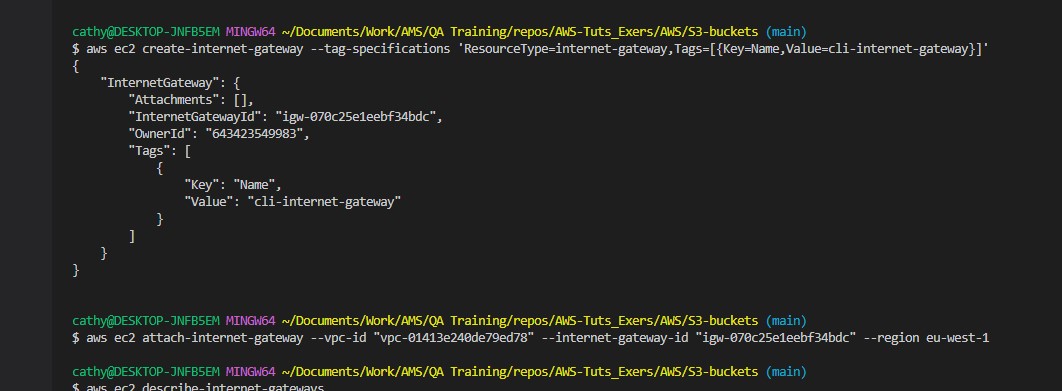 cathy@DESKTOP-JNFB5EM MINGW64 ~/Documents/Work/AMS/QA Training/repos/AWS-Tuts_Exers/AWS/S3-buckets (main)
$ aws ec2 create-internet-gateway --tag-specifications 'ResourceType=internet-gateway,Tags=[{Key=Name,Value=cli-internet-gateway}]'
{
    "InternetGateway": {
        "Attachments": [],
        "InternetGatewayId": "igw-070c25e1eebf34bdc",
        "OwnerId": "643423549983",
        "Tags": [
            {
                "Key": "Name",
                "Value": "cli-internet-gateway"
            }
        ]
    }
}
cathy@DESKTOP-JNFB5EM MINGW64 ~/Documents/Work/AMS/QA Training/repos/AWS-Tuts_Exers/AWS/S3-buckets (main)
$ aws ec2 attach-internet-gateway --vpc-id "vpc-01413e240de79ed78" --internet-gateway-id "igw-070c25e1eebf34bdc" --region eu-west-1
cathy@DESKTOP-JNFB5EM MINGW64 ~/Documents/Work/AMS/QA Training/repos/AWS-Tuts_Exers/AWS/S3-buckets (main)
$ aws ec2 describe-internet-gateways